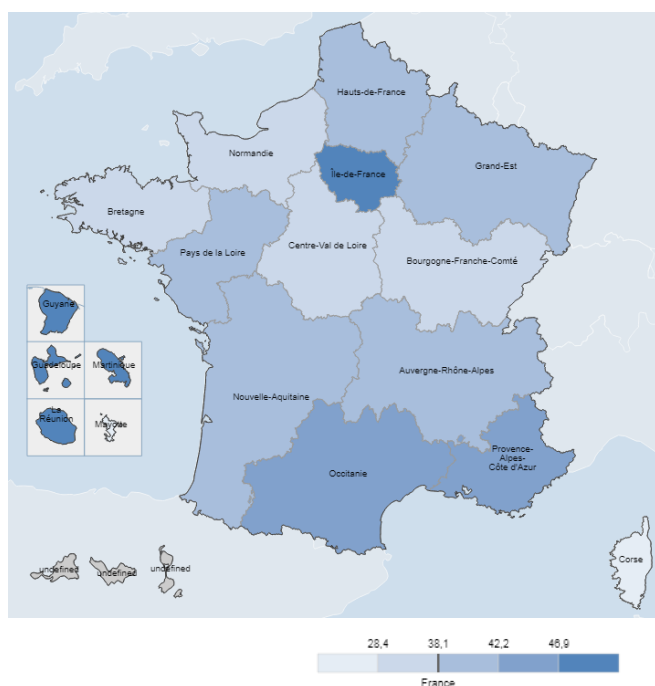 Hauts-de-France
Normandie
Île-de-France
Grand-Est
Bretagne
Pays de la Loire
Centre-Val de Loire
Bourgogne-Franche-Comté
Guyane
Guadeloupe
Martinique
La
Réunion
Mayotte
Auvergne-Rhône-Alpes
Nouvelle-Aquitaine
Occitanie
Provence-
Alpes-
Côte d'Azur
undefined
undefined
undefined
Corse
28,4 38,1 42,2 46,9
France